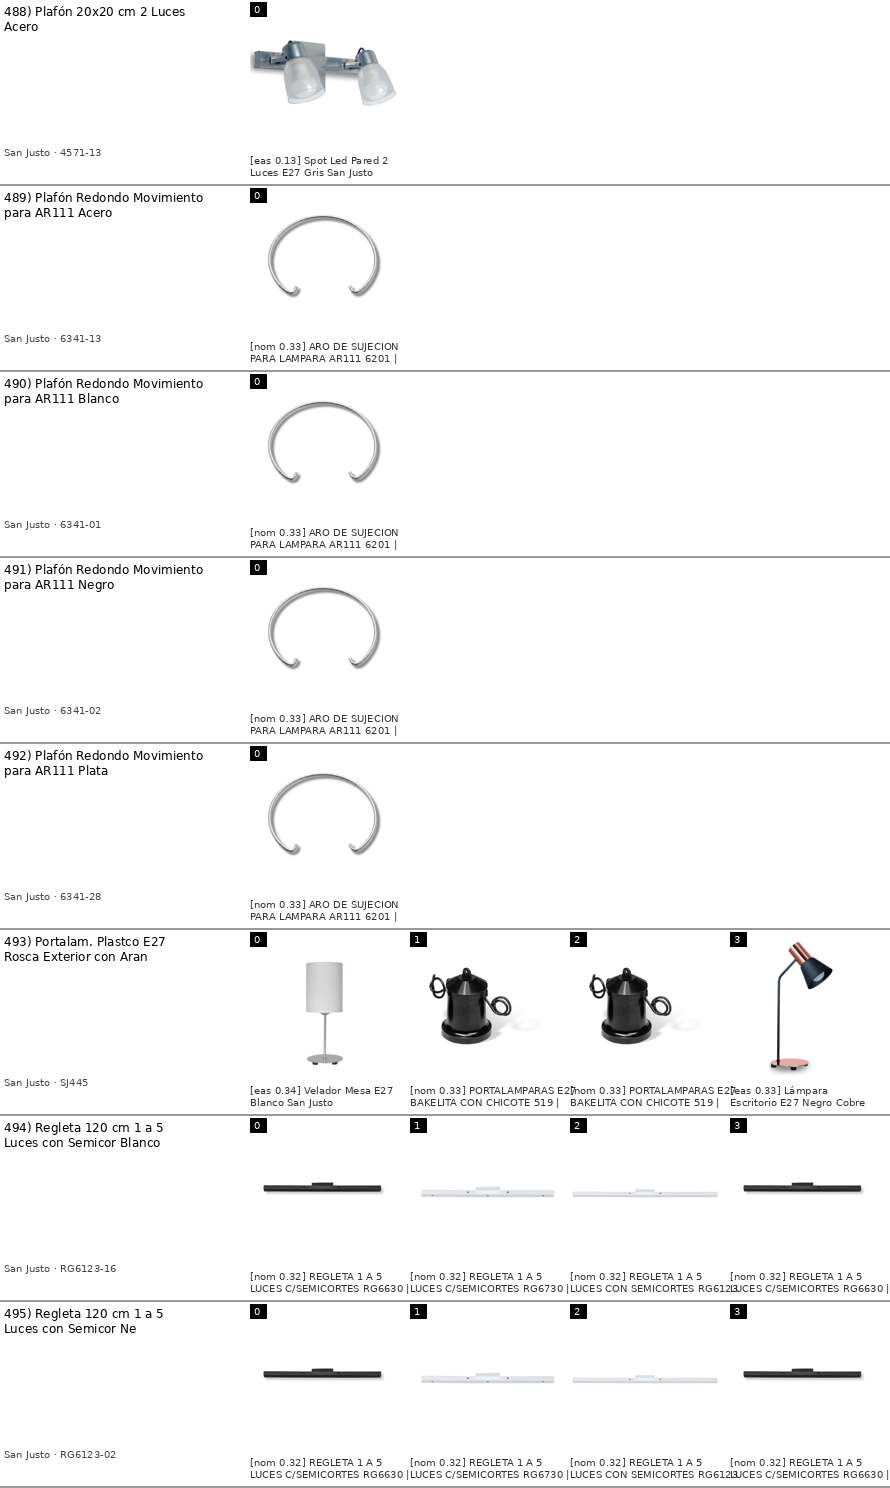 488) Plafón 20x20 cm 2 Luces
Acero
0
San Justo · 4571-13
[eas 0.13] Spot Led Pared 2
Luces E27 Gris San Justo
489) Plafón Redondo Movimiento
para AR111 Acero
0
San Justo · 6341-13
[nom 0.33] ARO DE SUJECION
PARA LAMPARA AR111 6201 |
490) Plafón Redondo Movimiento
para AR111 Blanco
0
San Justo · 6341-01
[nom 0.33] ARO DE SUJECION
PARA LAMPARA AR111 6201 |
491) Plafón Redondo Movimiento
para AR111 Negro
0
San Justo · 6341-02
[nom 0.33] ARO DE SUJECION
PARA LAMPARA AR111 6201 |
492) Plafón Redondo Movimiento
para AR111 Plata
0
San Justo · 6341-28
[nom 0.33] ARO DE SUJECION
PARA LAMPARA AR111 6201 |
493) Portalam. Plastco E27
Rosca Exterior con Aran
San Justo · SJ445
0
[eas 0.34] Velador Mesa E27
Blanco San Justo
1
[nom 0.33] PORTALAMPARAS E27
BAKELITA CON CHICOTE 519 |
2
[nom 0.33] PORTALAMPARAS E27
BAKELITA CON CHICOTE 519 |
3
[eas 0.33] Lámpara
Escritorio E27 Negro Cobre
494) Regleta 120 cm 1 a 5
Luces con Semicor Blanco
San Justo · RG6123-16
0
[nom 0.32] REGLETA 1 A 5
LUCES C/SEMICORTES RG6630 |
1
[nom 0.32] REGLETA 1 A 5
LUCES C/SEMICORTES RG6730 |
2
[nom 0.32] REGLETA 1 A 5
LUCES CON SEMICORTES RG6123
3
[nom 0.32] REGLETA 1 A 5
LUCES C/SEMICORTES RG6630 |
495) Regleta 120 cm 1 a 5
Luces con Semicor Ne
San Justo · RG6123-02
0
[nom 0.32] REGLETA 1 A 5
LUCES C/SEMICORTES RG6630 |
1
[nom 0.32] REGLETA 1 A 5
LUCES C/SEMICORTES RG6730 |
2
[nom 0.32] REGLETA 1 A 5
LUCES CON SEMICORTES RG6123
3
[nom 0.32] REGLETA 1 A 5
LUCES C/SEMICORTES RG6630 |